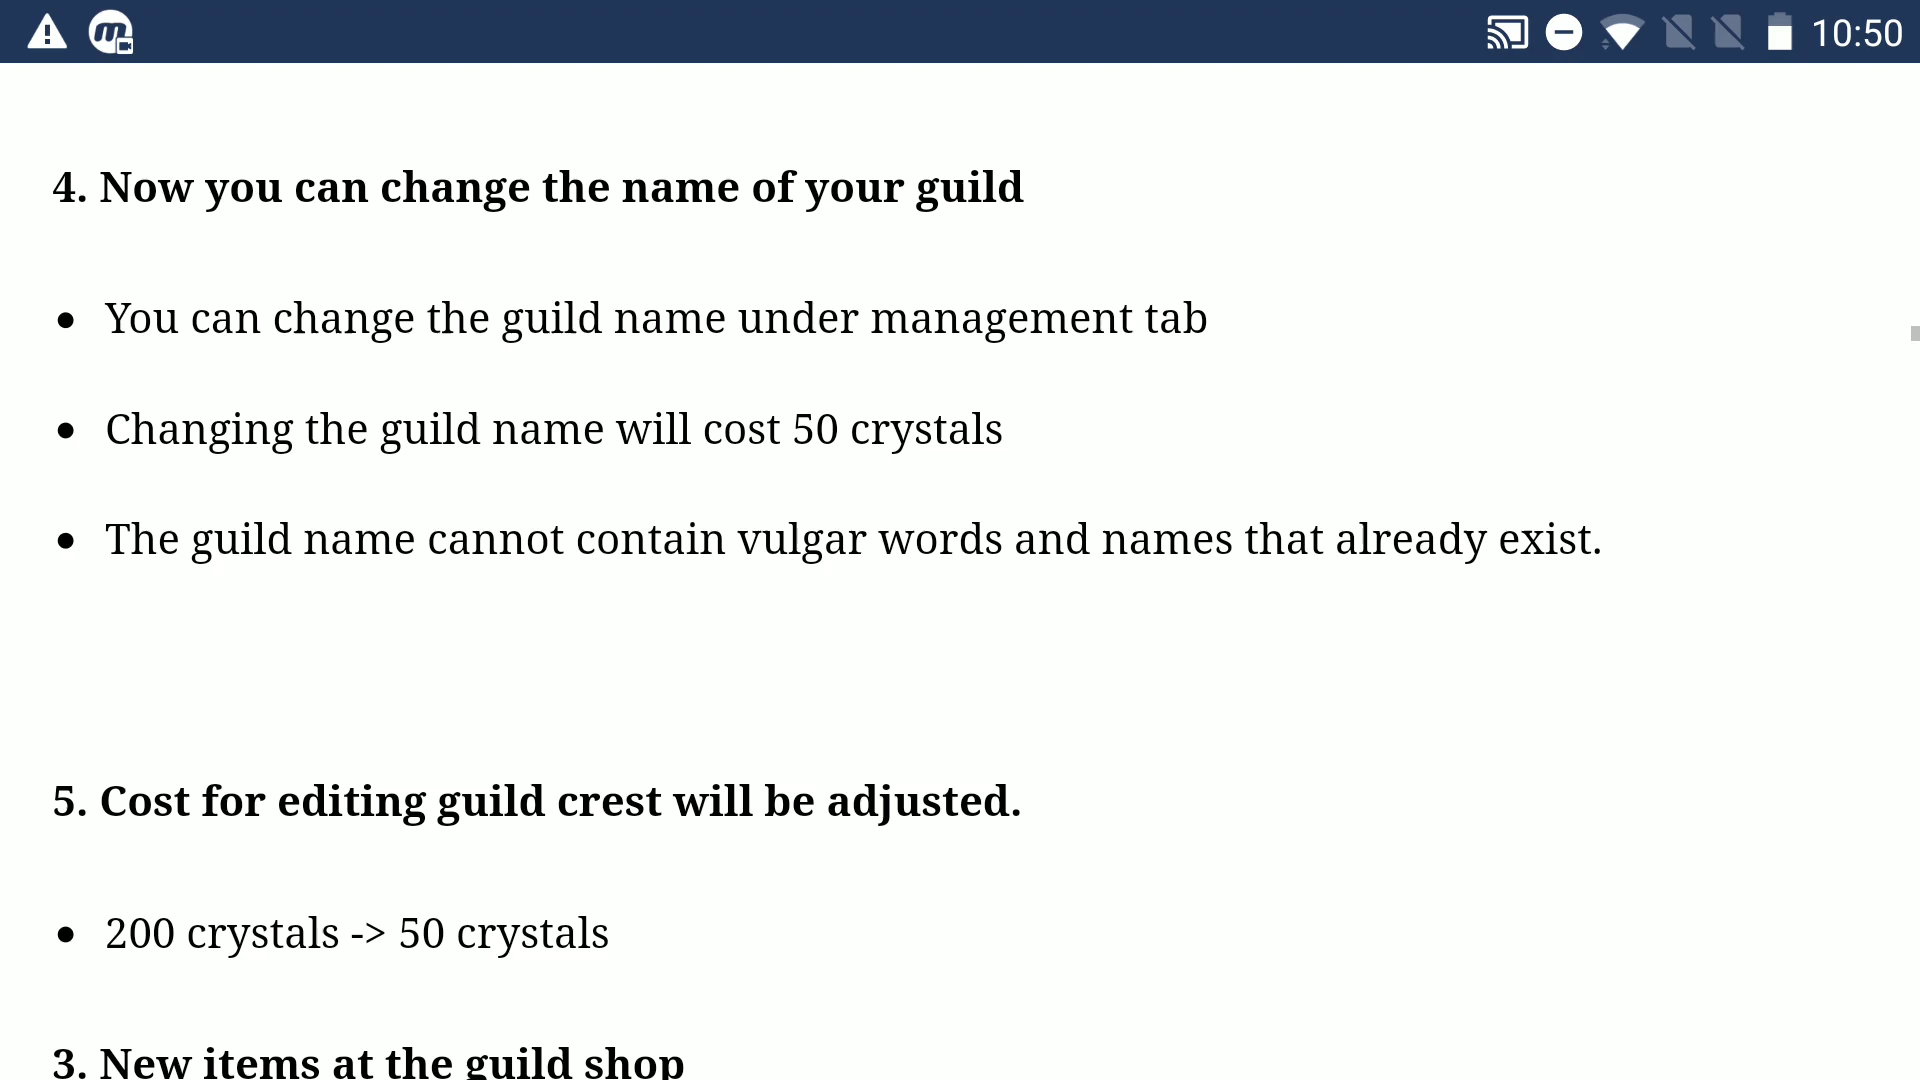 10:50
4. Now you can change the name of your guild
• You can change the guild name under management tab
• Changing the guild name will cost 50 crystals
• The guild name cannot contain vulgar words and names that already exist.
5. Cost for editing guild crest will be adjusted.
• 200 crystals -> 50 crystals
3. New items at the guild shop